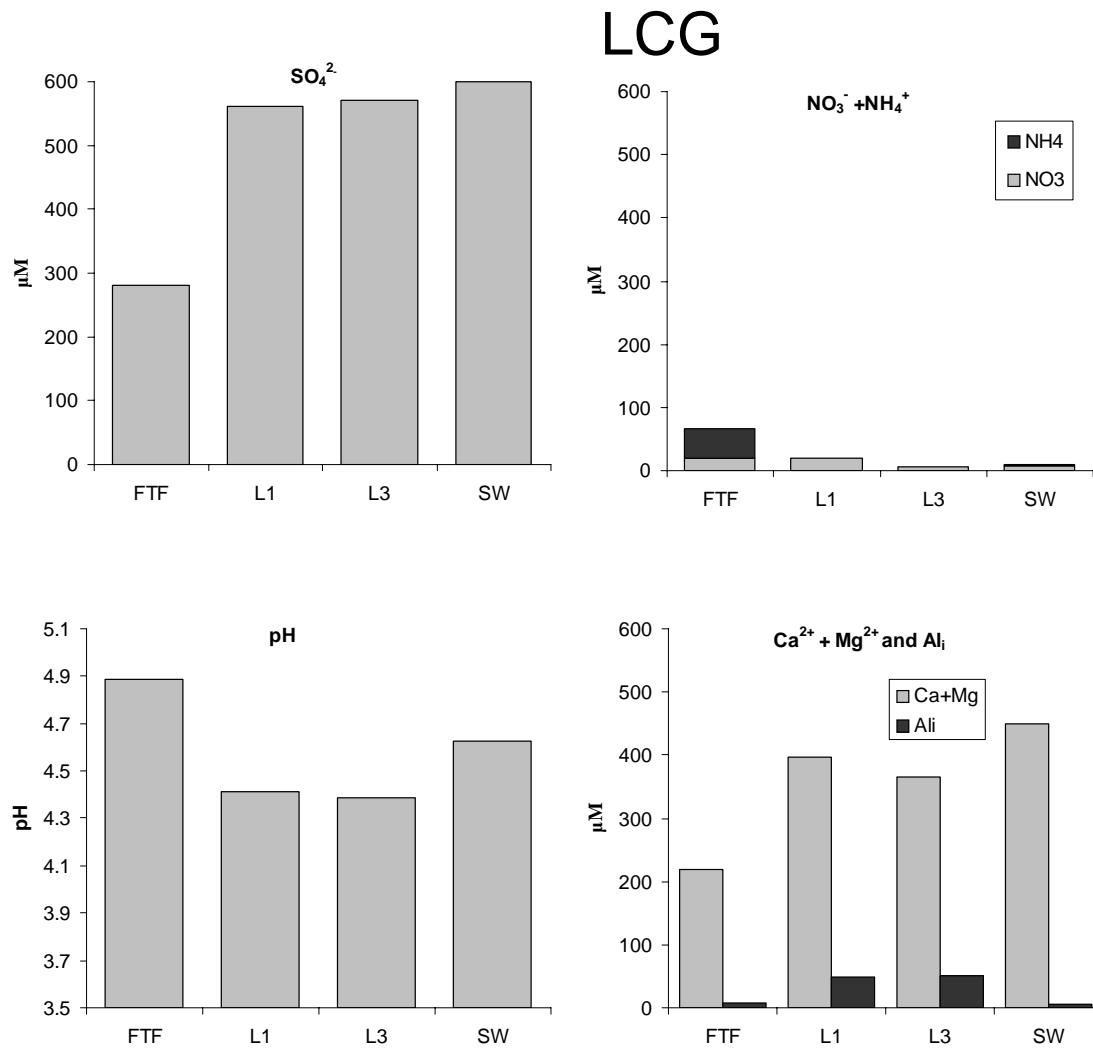 LCG
SO₄²⁻
600
500
400
300
200
100
0
µM
FTF L1 L3 SW
NO₃⁻ +NH₄⁺
NH4
NO3
600
500
400
300
200
100
0
µM
FTF L1 L3 SW
pH
5.1
4.9
4.7
4.5
4.3
4.1
3.9
3.7
3.5
pH
FTF L1 L3 SW
Ca²⁺ + Mg²⁺ and Alᵢ
Ca+Mg
Ali
600
500
400
300
200
100
0
µM
FTF L1 L3 SW